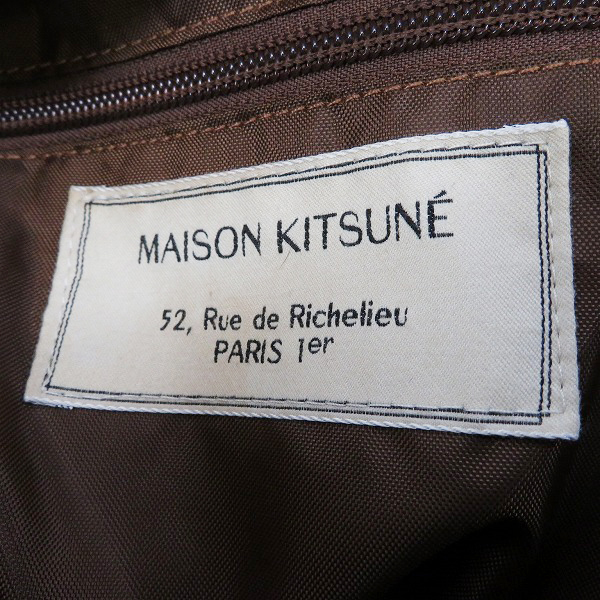 MAISON KITSUNÉ
52, Rue de Richelieu
PARIS 1er